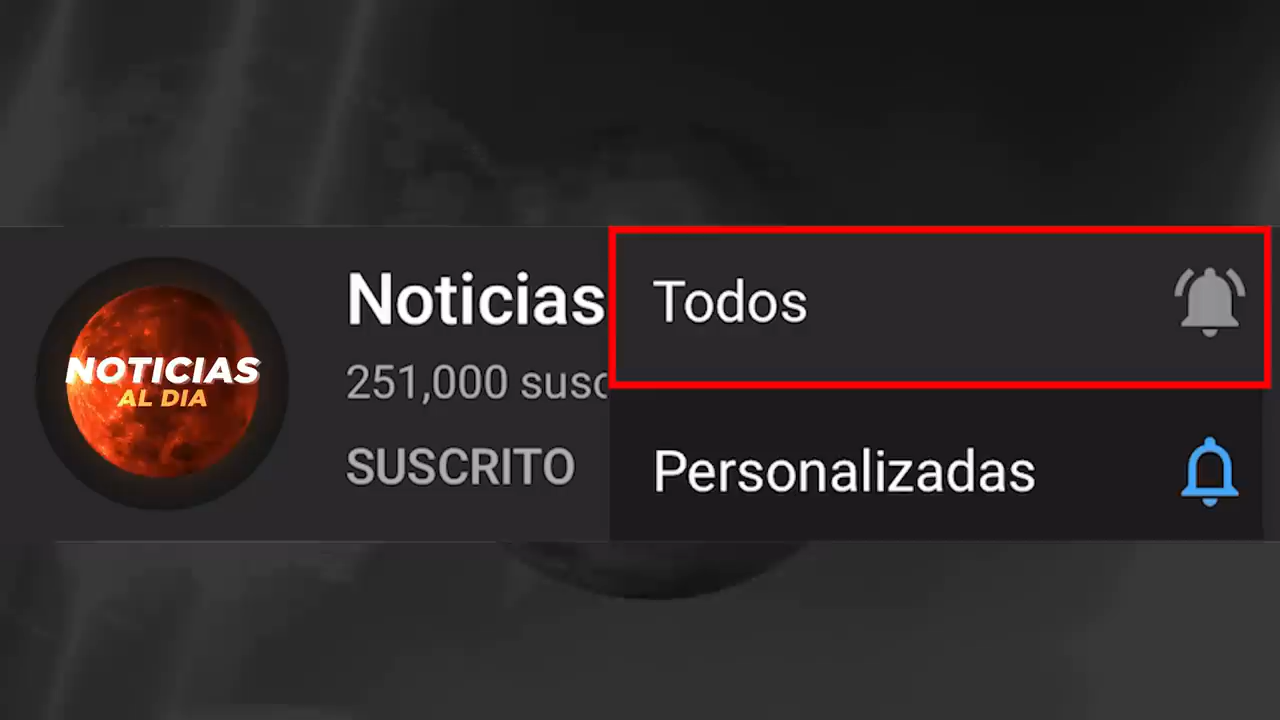 NOTICIAS
AL DIA
Noticias
251,000 susc
SUSCRITO
Todos
Personalizadas